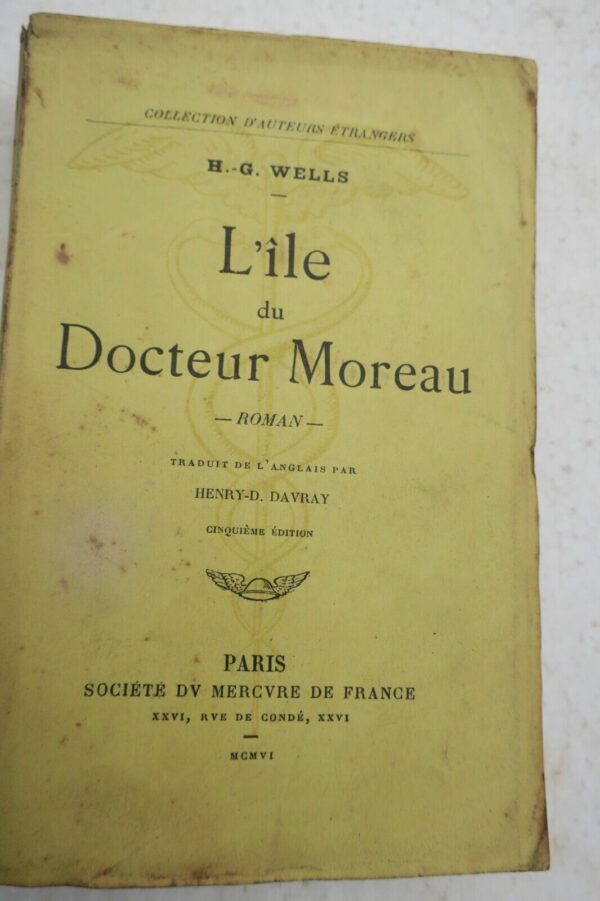 COLLECTION D'AUTEURS ÉTRANGERS
H.-G. WELLS
L'île
du
Docteur Moreau
— ROMAN —
TRADUIT DE L'ANGLAIS PAR
HENRY-D. DAVRAY
CINQUIÈME ÉDITION
PARIS
SOCIÉTÉ DV MERCVRE DE FRANCE
XXVI, RVE DE CONDÉ, XXVI
MCMVI